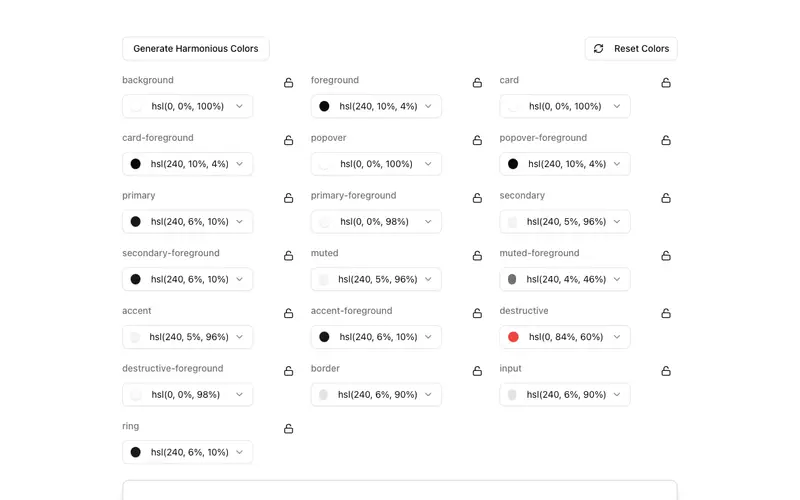 Generate Harmonious Colors
Reset Colors
background
foreground
card
hsl(0, 0%, 100%)
hsl(240, 10%, 4%)
hsl(0, 0%, 100%)
card-foreground
popover
popover-foreground
hsl(240, 10%, 4%)
hsl(0, 0%, 100%)
hsl(240, 10%, 4%)
primary
primary-foreground
secondary
hsl(240, 6%, 10%)
hsl(0, 0%, 98%)
hsl(240, 5%, 96%)
secondary-foreground
muted
muted-foreground
hsl(240, 6%, 10%)
hsl(240, 5%, 96%)
hsl(240, 4%, 46%)
accent
accent-foreground
destructive
hsl(240, 5%, 96%)
hsl(240, 6%, 10%)
hsl(0, 84%, 60%)
destructive-foreground
border
input
hsl(0, 0%, 98%)
hsl(240, 6%, 90%)
hsl(240, 6%, 90%)
ring
hsl(240, 6%, 10%)